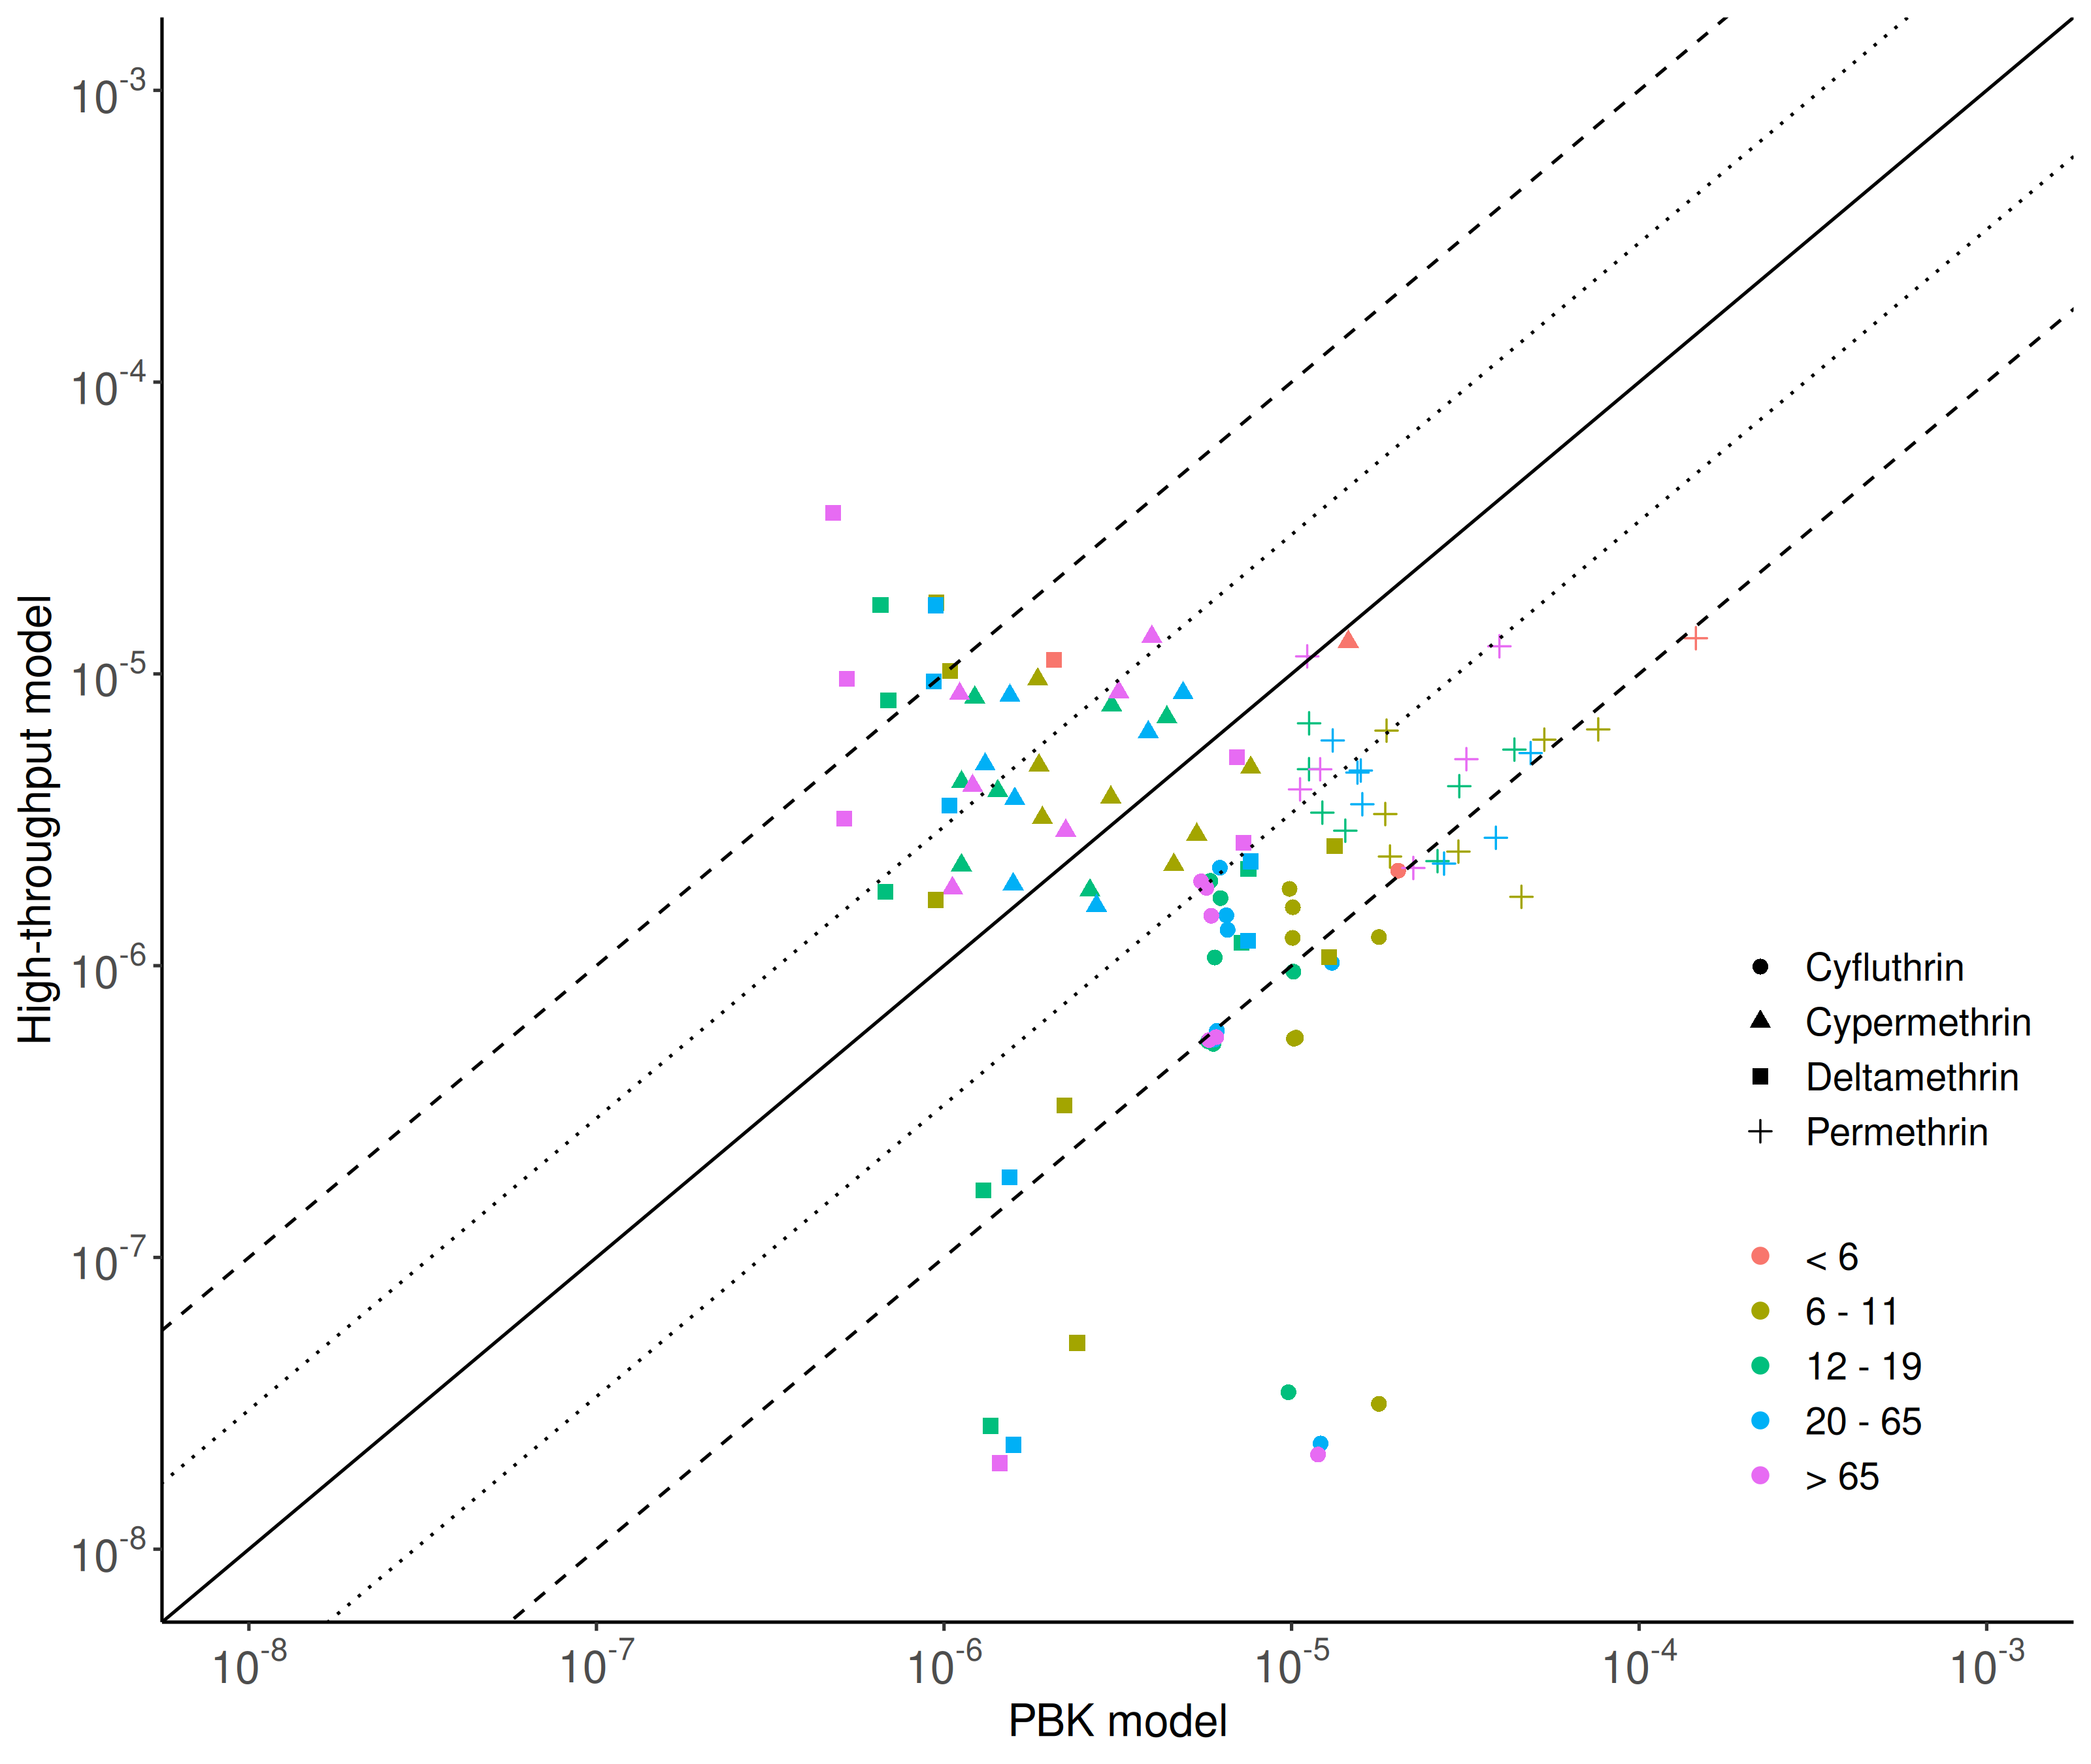 High-throughput model
10-3
10-4
10-5
10-6
10-7
10-8
Cyfluthrin
Cypermethrin
Deltamethrin
Permethrin
< 6
6 - 11
12 - 19
20 - 65
> 65
10-8 10-7 10-6 10-5 10-4 10-3
PBK model